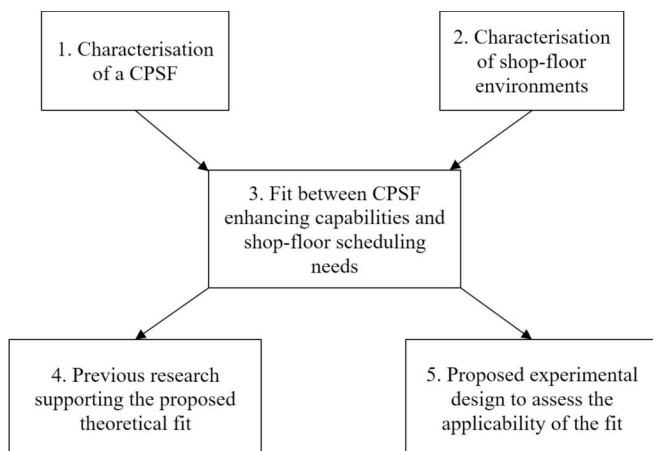 1. Characterisation
of a CPSF
2. Characterisation
of shop-floor
environments
3. Fit between CPSF
enhancing capabilities and
shop-floor scheduling
needs
4. Previous research
supporting the proposed
theoretical fit
5. Proposed experimental
design to assess the
applicability of the fit